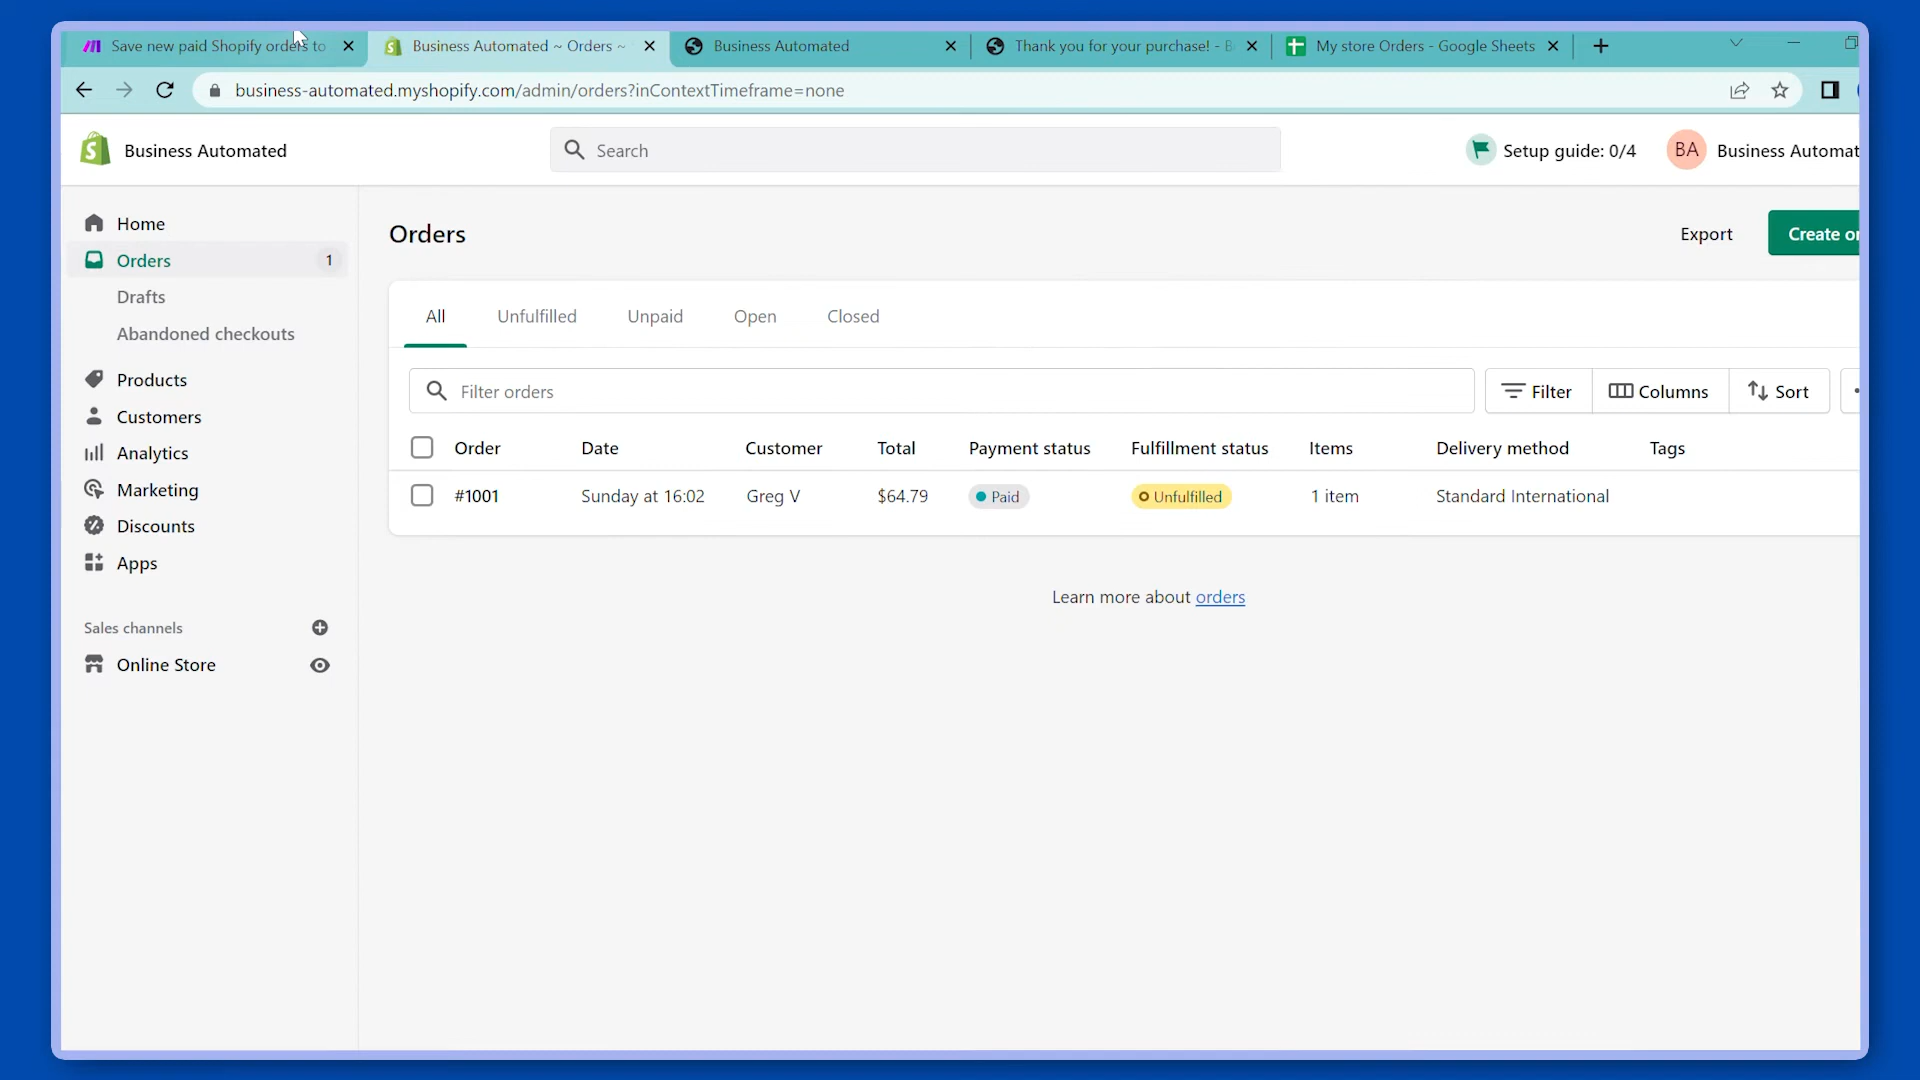 Save new paid Shopify orders to
Business Automated ~ Orders ~
Business Automated
Thank you for your purchase! - B
My store Orders - Google Sheets
business-automated.myshopify.com/admin/orders?inContextTimeframe=none
Business Automated
Search
Setup guide: 0/4
BA
Business Automat
Home
Orders
1
Drafts
Abandoned checkouts
Products
Customers
Analytics
Marketing
Discounts
Apps
Sales channels
Online Store
Orders
Export
Create or
All
Unfulfilled
Unpaid
Open
Closed
Filter orders
Filter
Columns
Sort
Order Date Customer Total Payment status Fulfillment status Items Delivery method Tags
#1001 Sunday at 16:02 Greg V $64.79 Paid Unfulfilled 1 item Standard International
Learn more about orders